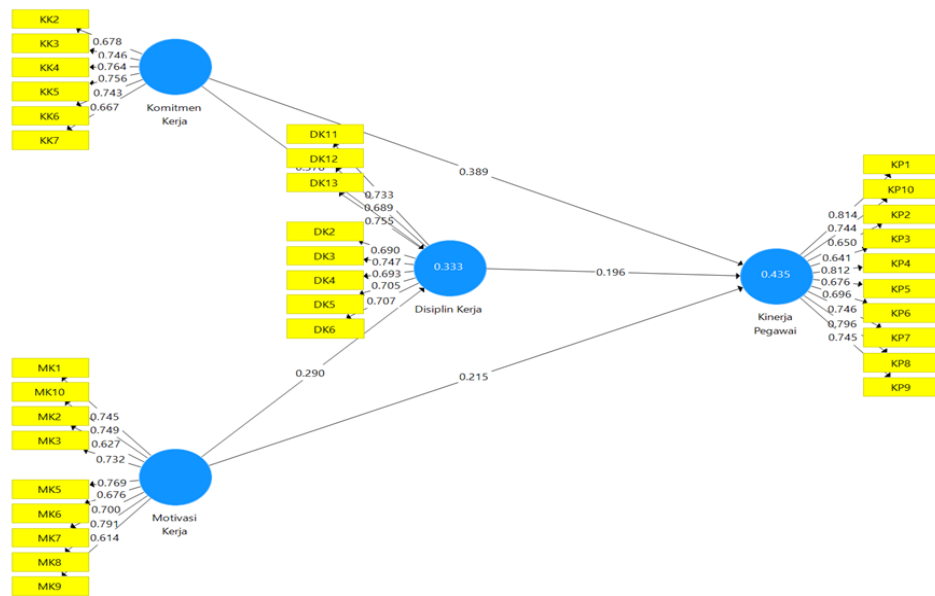 KK2
KK3
KK4
KK5
KK6
KK7
0.678
0.746
0.764
0.756
0.743
0.667
Komitmen
Kerja
DK11
DK12
DK13
0.733
0.689
0.755
DK2
DK3
DK4
DK5
DK6
0.690
0.747
0.693
0.705
0.707
0.333
Disiplin Kerja
0.389
0.196
0.290
0.215
MK1
MK10
MK2
MK3
MK5
MK6
MK7
MK8
MK9
0.745
0.749
0.627
0.732
0.769
0.676
0.700
0.791
0.614
Motivasi
Kerja
0.435
Kinerja
Pegawai
0.814
0.744
0.650
0.641
0.812
0.676
0.696
0.746
0.796
0.745
KP1
KP10
KP2
KP3
KP4
KP5
KP6
KP7
KP8
KP9